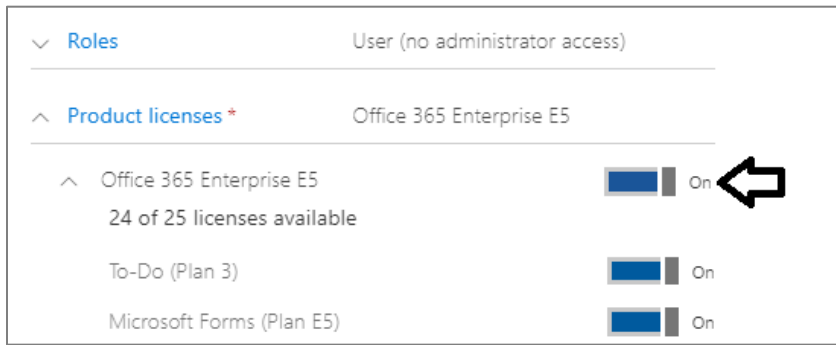 Roles User (no administrator access)
Product licenses * Office 365 Enterprise E5
Office 365 Enterprise E5 On
24 of 25 licenses available
To-Do (Plan 3) On
Microsoft Forms (Plan E5) On